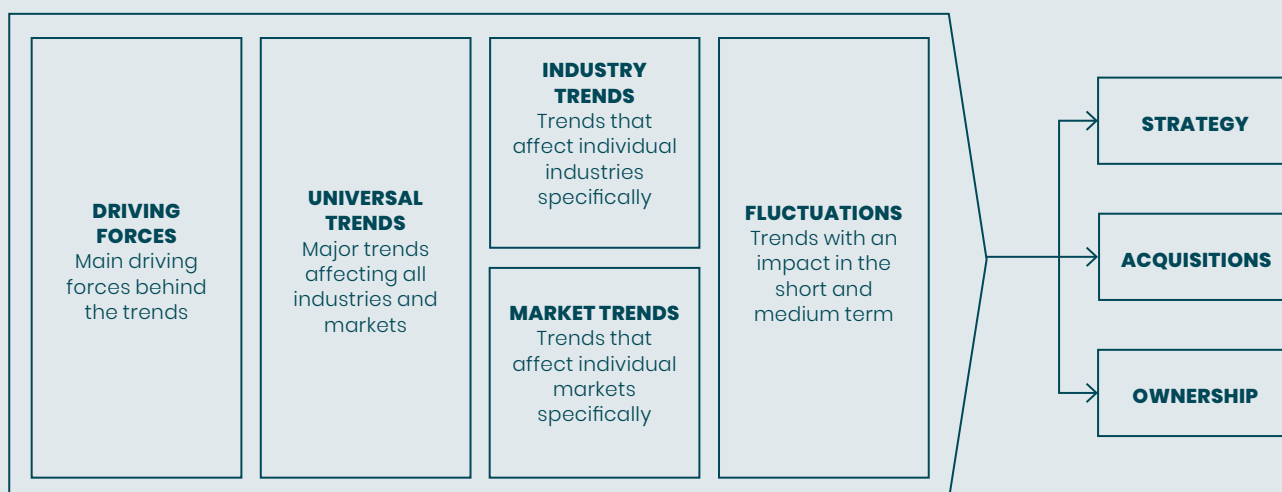 DRIVING
FORCES
Main driving
forces behind
the trends
UNIVERSAL
TRENDS
Major trends
affecting all
industries and
markets
INDUSTRY
TRENDS
Trends that
affect individual
industries
specifically
MARKET TRENDS
Trends that
affect individual
markets
specifically
FLUCTUATIONS
Trends with an
impact in the
short and
medium term
STRATEGY
ACQUISITIONS
OWNERSHIP